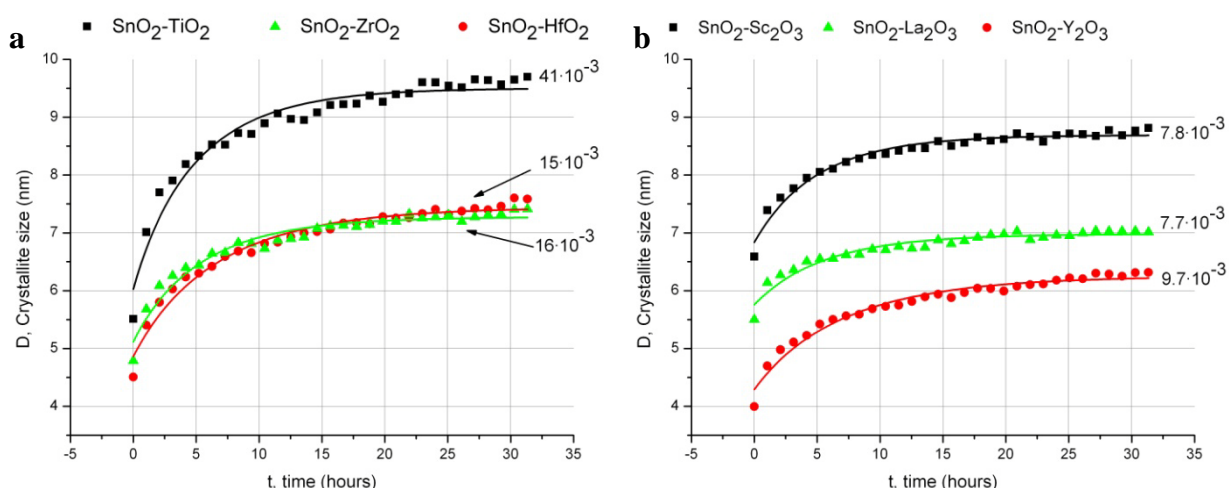 a
SnO₂-TiO₂ SnO₂-ZrO₂ SnO₂-HfO₂
D, Crystallite size (nm)
10
9
8
7
6
5
4
41·10⁻³
15·10⁻³
16·10⁻³
-5 0 5 10 15 20 25 30 35
t, time (hours)
b
SnO₂-Sc₂O₃ SnO₂-La₂O₃ SnO₂-Y₂O₃
D, Crystallite size (nm)
10
9
8
7
6
5
4
7.8·10⁻³
7.7·10⁻³
9.7·10⁻³
-5 0 5 10 15 20 25 30 35
t, time (hours)